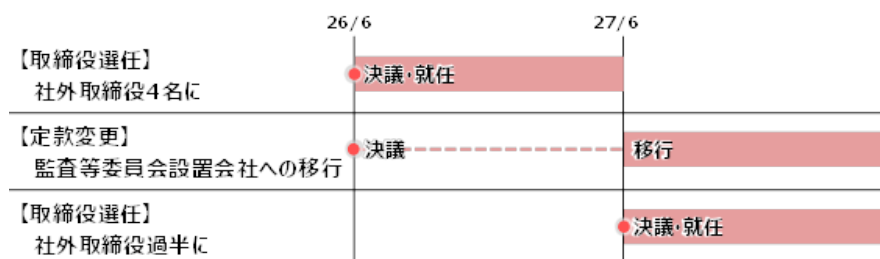 26/6 27/6
【取締役選任】
社外取締役4名に
決議・就任
【定款変更】
監査等委員会設置会社への移行
決議
移行
【取締役選任】
社外取締役過半に
決議・就任